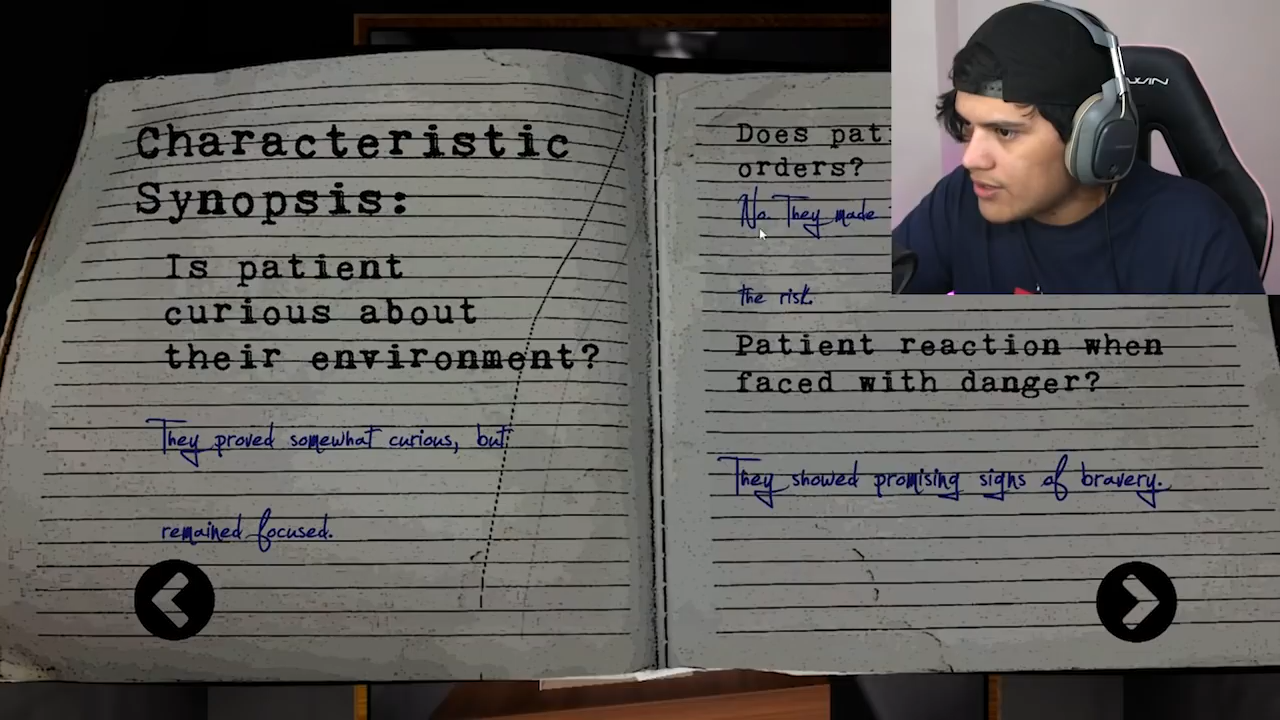 Characteristic
Synopsis:
Is patient
curious about
their environment?
They proved somewhat curious, but
remained focused.
Does
orders?
No. They made
the risk.
Patient reaction when
faced with danger?
They showed promising signs of bravery.